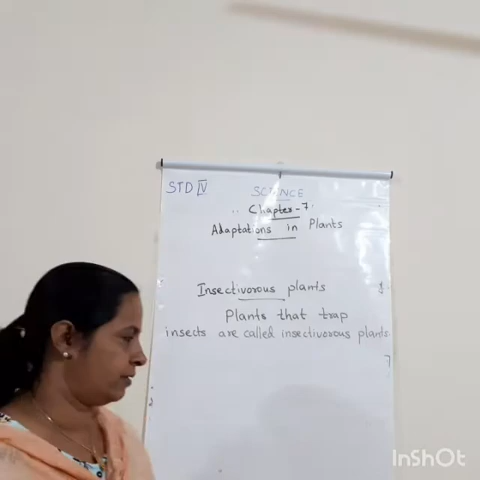 STD IV
SCIENCE
Chapter-7
Adaptations in Plants
Insectivorous plants
Plants that trap
insects are called insectivorous plants
InShOt